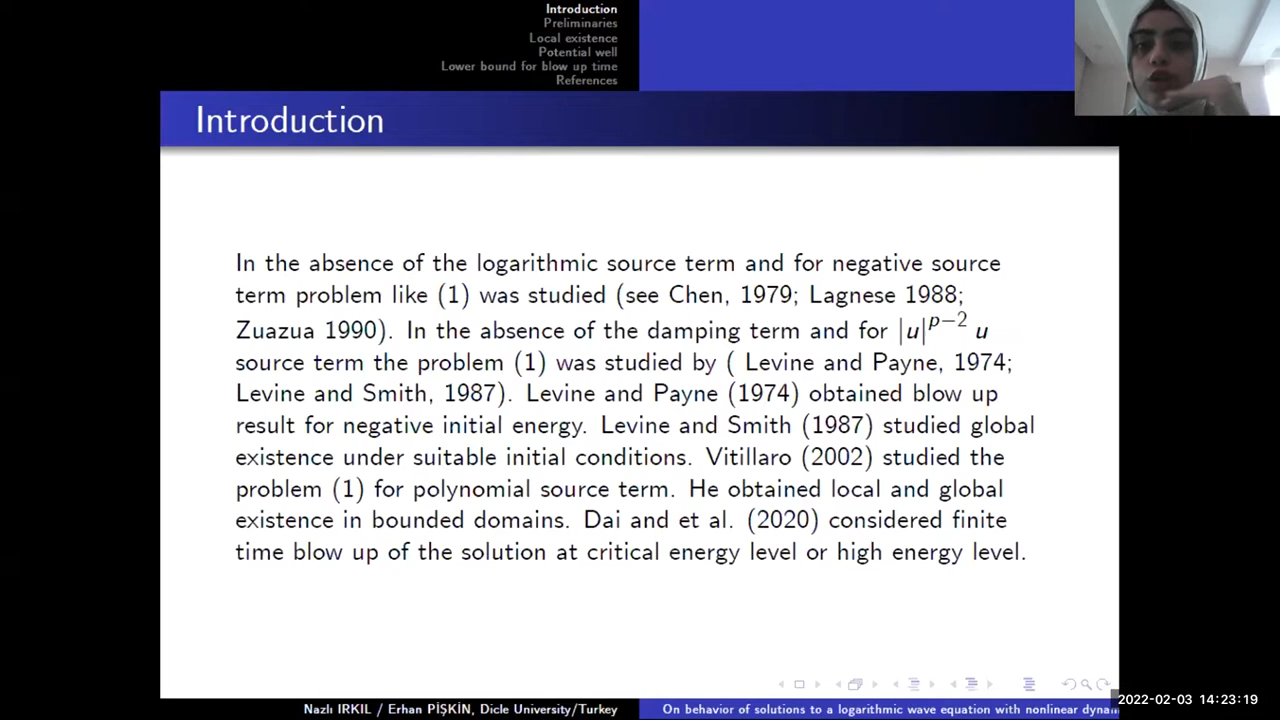 Introduction
Preliminaries
Local existence
Potential well
Lower bound for blow up time
References
Introduction
In the absence of the logarithmic source term and for negative source
term problem like (1) was studied (see Chen, 1979; Lagnese 1988;
Zuazua 1990). In the absence of the damping term and for |u|^{p−2} u
source term the problem (1) was studied by ( Levine and Payne, 1974;
Levine and Smith, 1987). Levine and Payne (1974) obtained blow up
result for negative initial energy. Levine and Smith (1987) studied global
existence under suitable initial conditions. Vitillaro (2002) studied the
problem (1) for polynomial source term. He obtained local and global
existence in bounded domains. Dai and et al. (2020) considered finite
time blow up of the solution at critical energy level or high energy level.
Nazlı IRKIL / Erhan PİŞKİN, Dicle University/Turkey
On behavior of solutions to a logarithmic wave equation with nonlinear dynam
2022-02-03 14:23:19